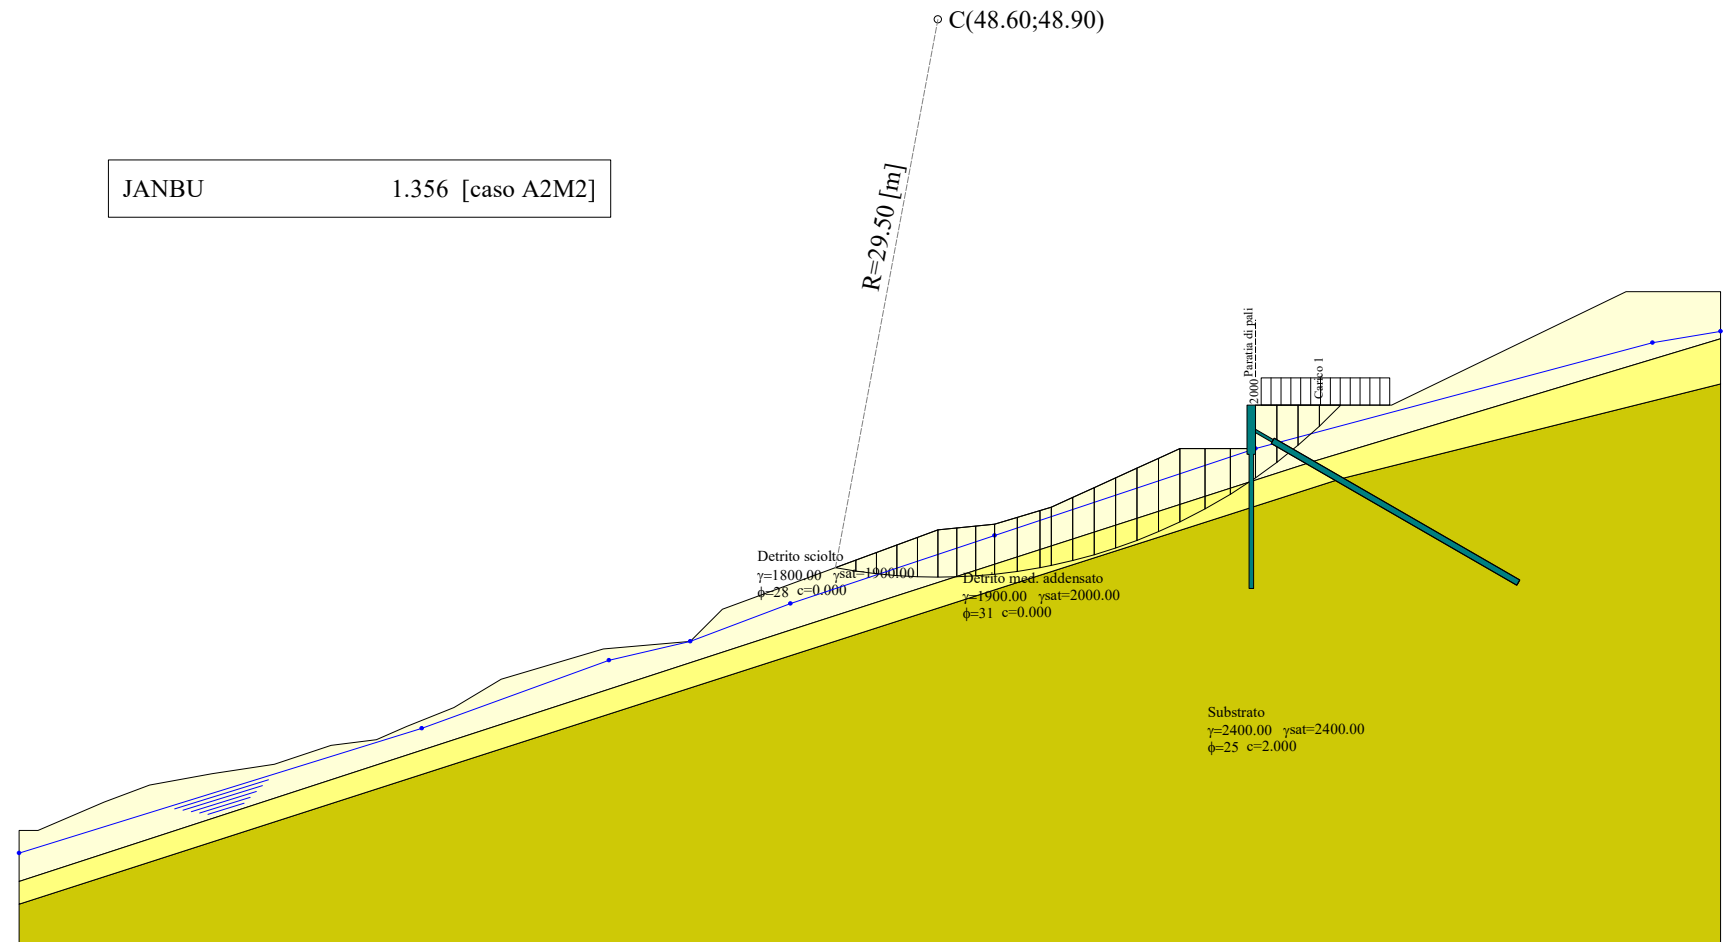 C(48.60;48.90)
JANBU 1.356 [caso A2M2]
R=29.50 [m]
Paratia di pali
2000
Carico 1
Detrito sciolto
γ=1800.00 γsat=1900.00
ϕ=28 c=0.000
Detrito med. addensato
γ=1900.00 γsat=2000.00
ϕ=31 c=0.000
Substrato
γ=2400.00 γsat=2400.00
ϕ=25 c=2.000